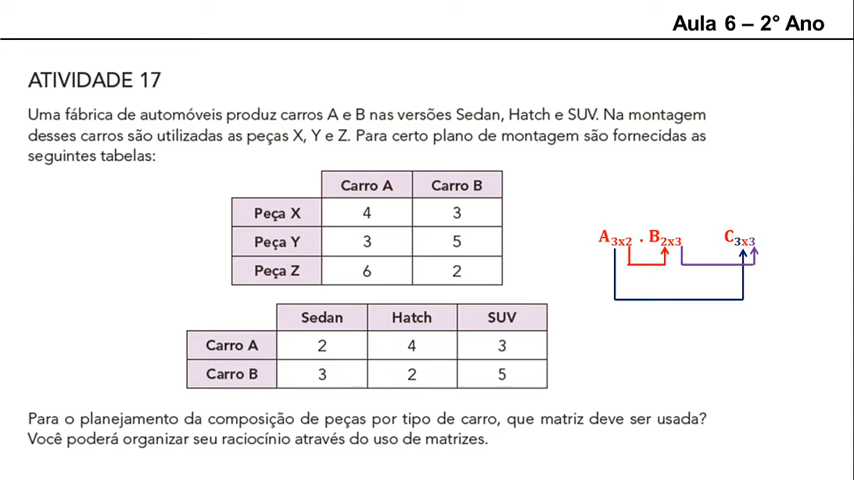 Aula 6 – 2° Ano
ATIVIDADE 17
Uma fábrica de automóveis produz carros A e B nas versões Sedan, Hatch e SUV. Na montagem
desses carros são utilizadas as peças X, Y e Z. Para certo plano de montagem são fornecidas as
seguintes tabelas:
Carro A Carro B
Peça X 4 3
Peça Y 3 5
Peça Z 6 2
A3x2 . B2x3 C3x3
Sedan Hatch SUV
Carro A 2 4 3
Carro B 3 2 5
Para o planejamento da composição de peças por tipo de carro, que matriz deve ser usada?
Você poderá organizar seu raciocínio através do uso de matrizes.